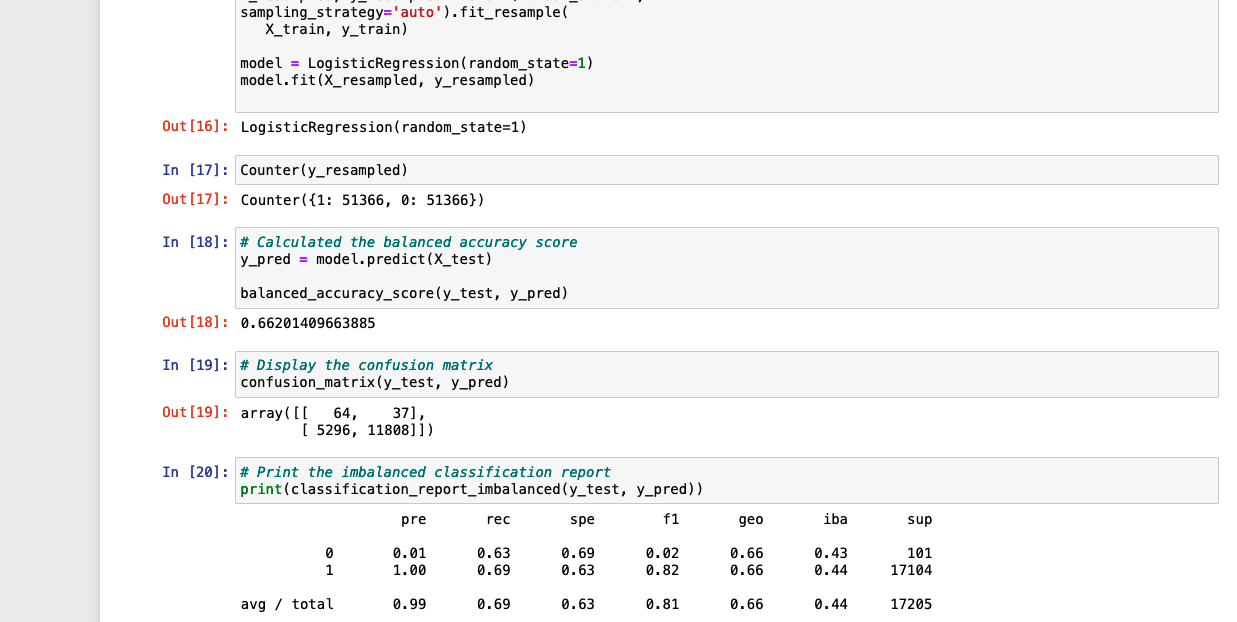 sampling_strategy='auto').fit_resample(
X_train, y_train)
model = LogisticRegression(random_state=1)
model.fit(X_resampled, y_resampled)
Out[16]: LogisticRegression(random_state=1)
In [17]: Counter(y_resampled)
Out[17]: Counter({1: 51366, 0: 51366})
In [18]: # Calculated the balanced accuracy score
y_pred = model.predict(X_test)
balanced_accuracy_score(y_test, y_pred)
Out[18]: 0.66201409663885
In [19]: # Display the confusion matrix
confusion_matrix(y_test, y_pred)
Out[19]: array([[   64,    37],
[ 5296, 11808]])
In [20]: # Print the imbalanced classification report
print(classification_report_imbalanced(y_test, y_pred))
pre rec spe f1 geo iba sup
0 0.01 0.63 0.69 0.02 0.66 0.43 101
1 1.00 0.69 0.63 0.82 0.66 0.44 17104
avg / total 0.99 0.69 0.63 0.81 0.66 0.44 17205